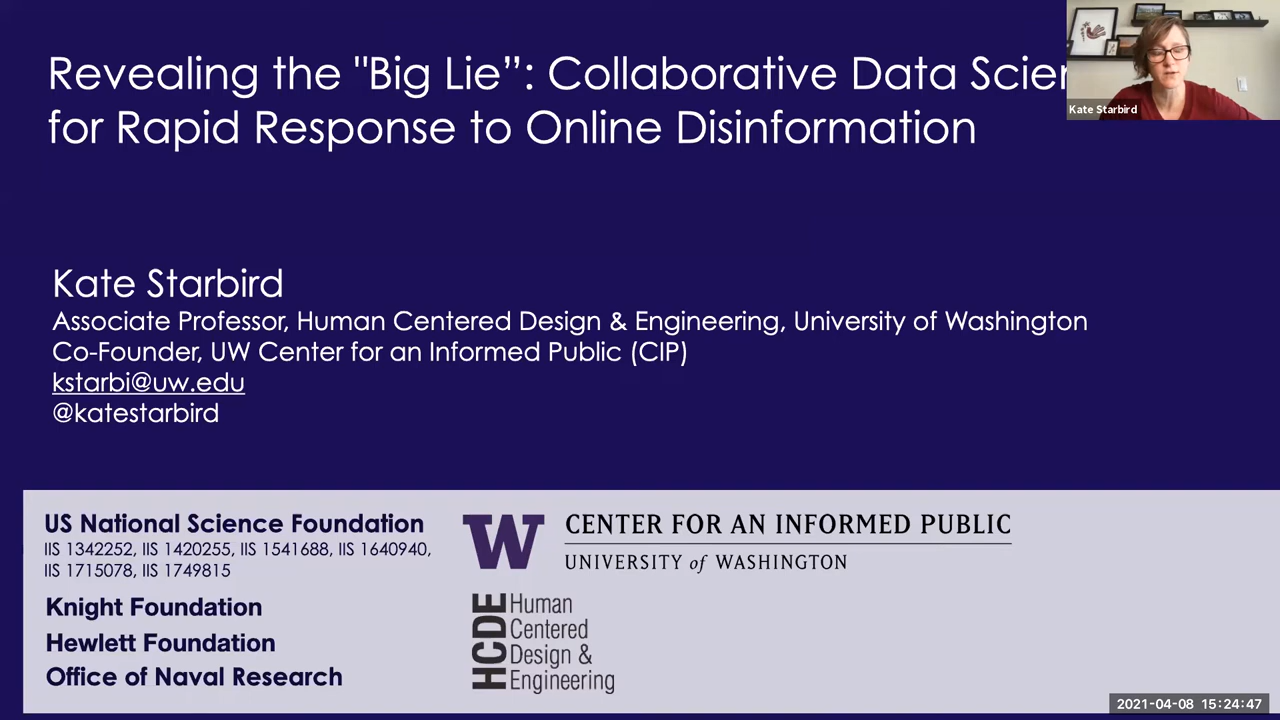 Revealing the "Big Lie”: Collaborative Data Scien
for Rapid Response to Online Disinformation
Kate Starbird
Kate Starbird
Associate Professor, Human Centered Design & Engineering, University of Washington
Co-Founder, UW Center for an Informed Public (CIP)
kstarbi@uw.edu
@katestarbird
US National Science Foundation
IIS 1342252, IIS 1420255, IIS 1541688, IIS 1640940,
IIS 1715078, IIS 1749815
Knight Foundation
Hewlett Foundation
Office of Naval Research
W
CENTER FOR AN INFORMED PUBLIC
UNIVERSITY of WASHINGTON
HCDE
Human
Centered
Design &
Engineering
2021-04-08 15:24:47